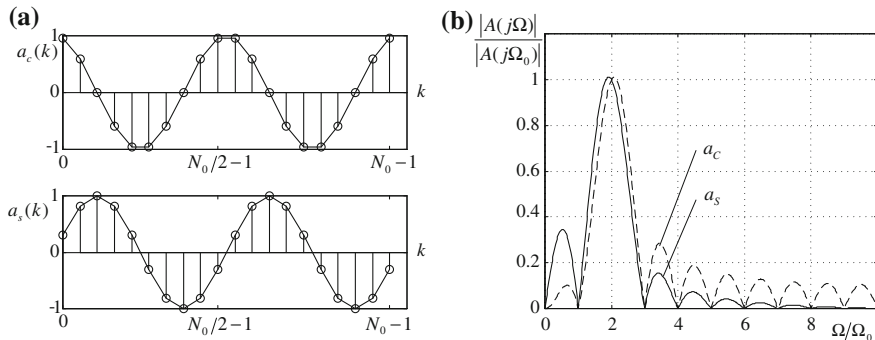 (a)
1
a_c(k)
0
-1
k
0
N_0/2−1
N_0−1
1
a_s(k)
0
-1
k
0
N_0/2−1
N_0−1
(b)
|A(jΩ)|
|A(jΩ_0)|
1
0.8
0.6
0.4
0.2
0
a_C
a_S
0 2 4 6 8
Ω/Ω_0